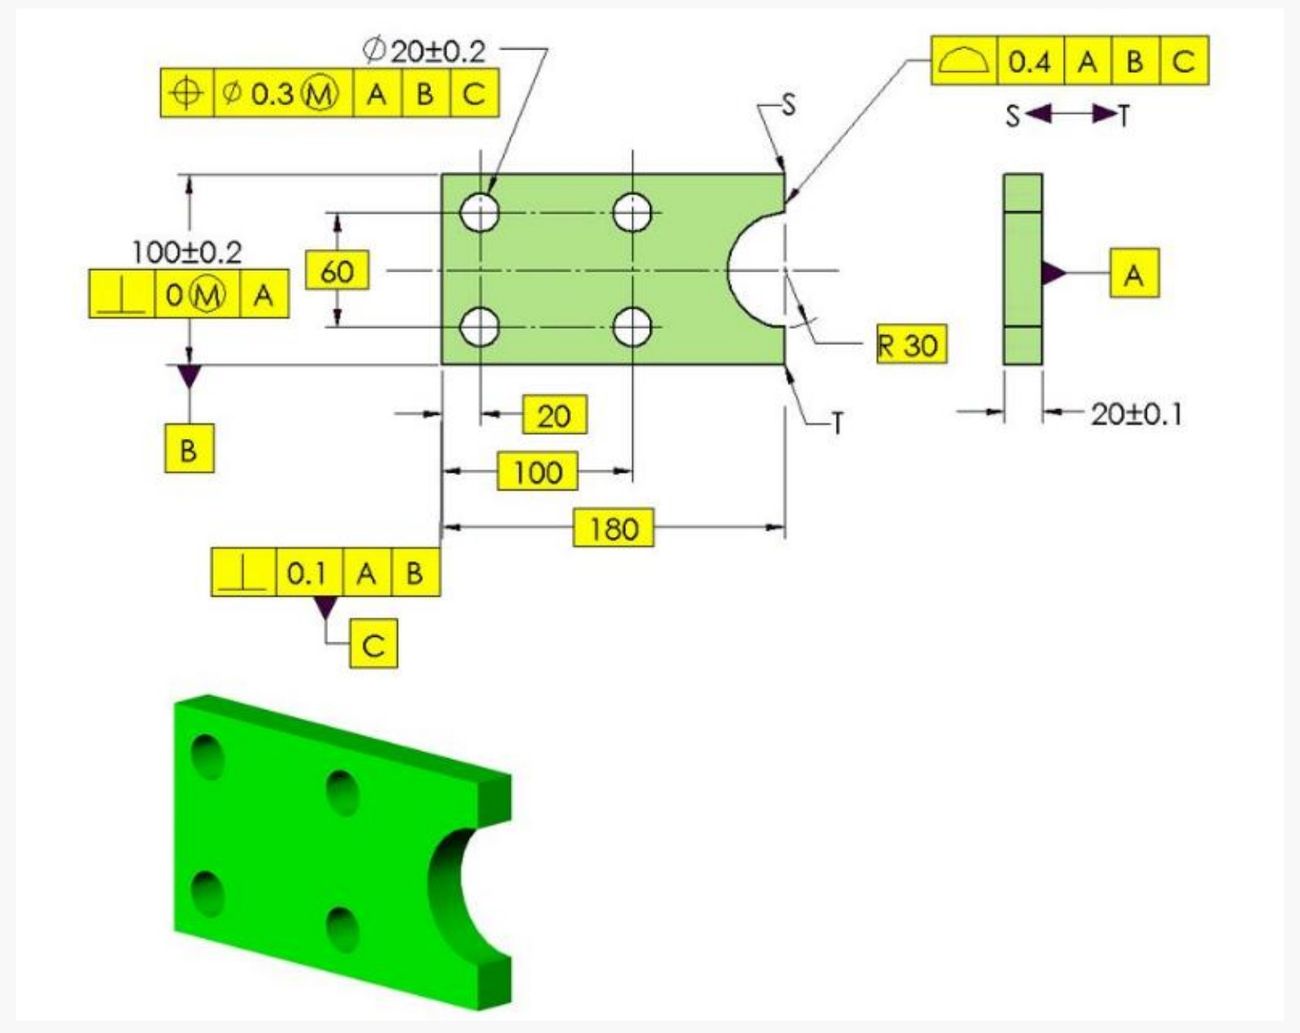 ∅20±0.2
⌖ ∅ 0.3 Ⓜ A B C
⌓ 0.4 A B C
S ↔ T
S
100±0.2
⊥ 0 Ⓜ A
60
A
R 30
B
20
T
20±0.1
100
180
⊥ 0.1 A B
C